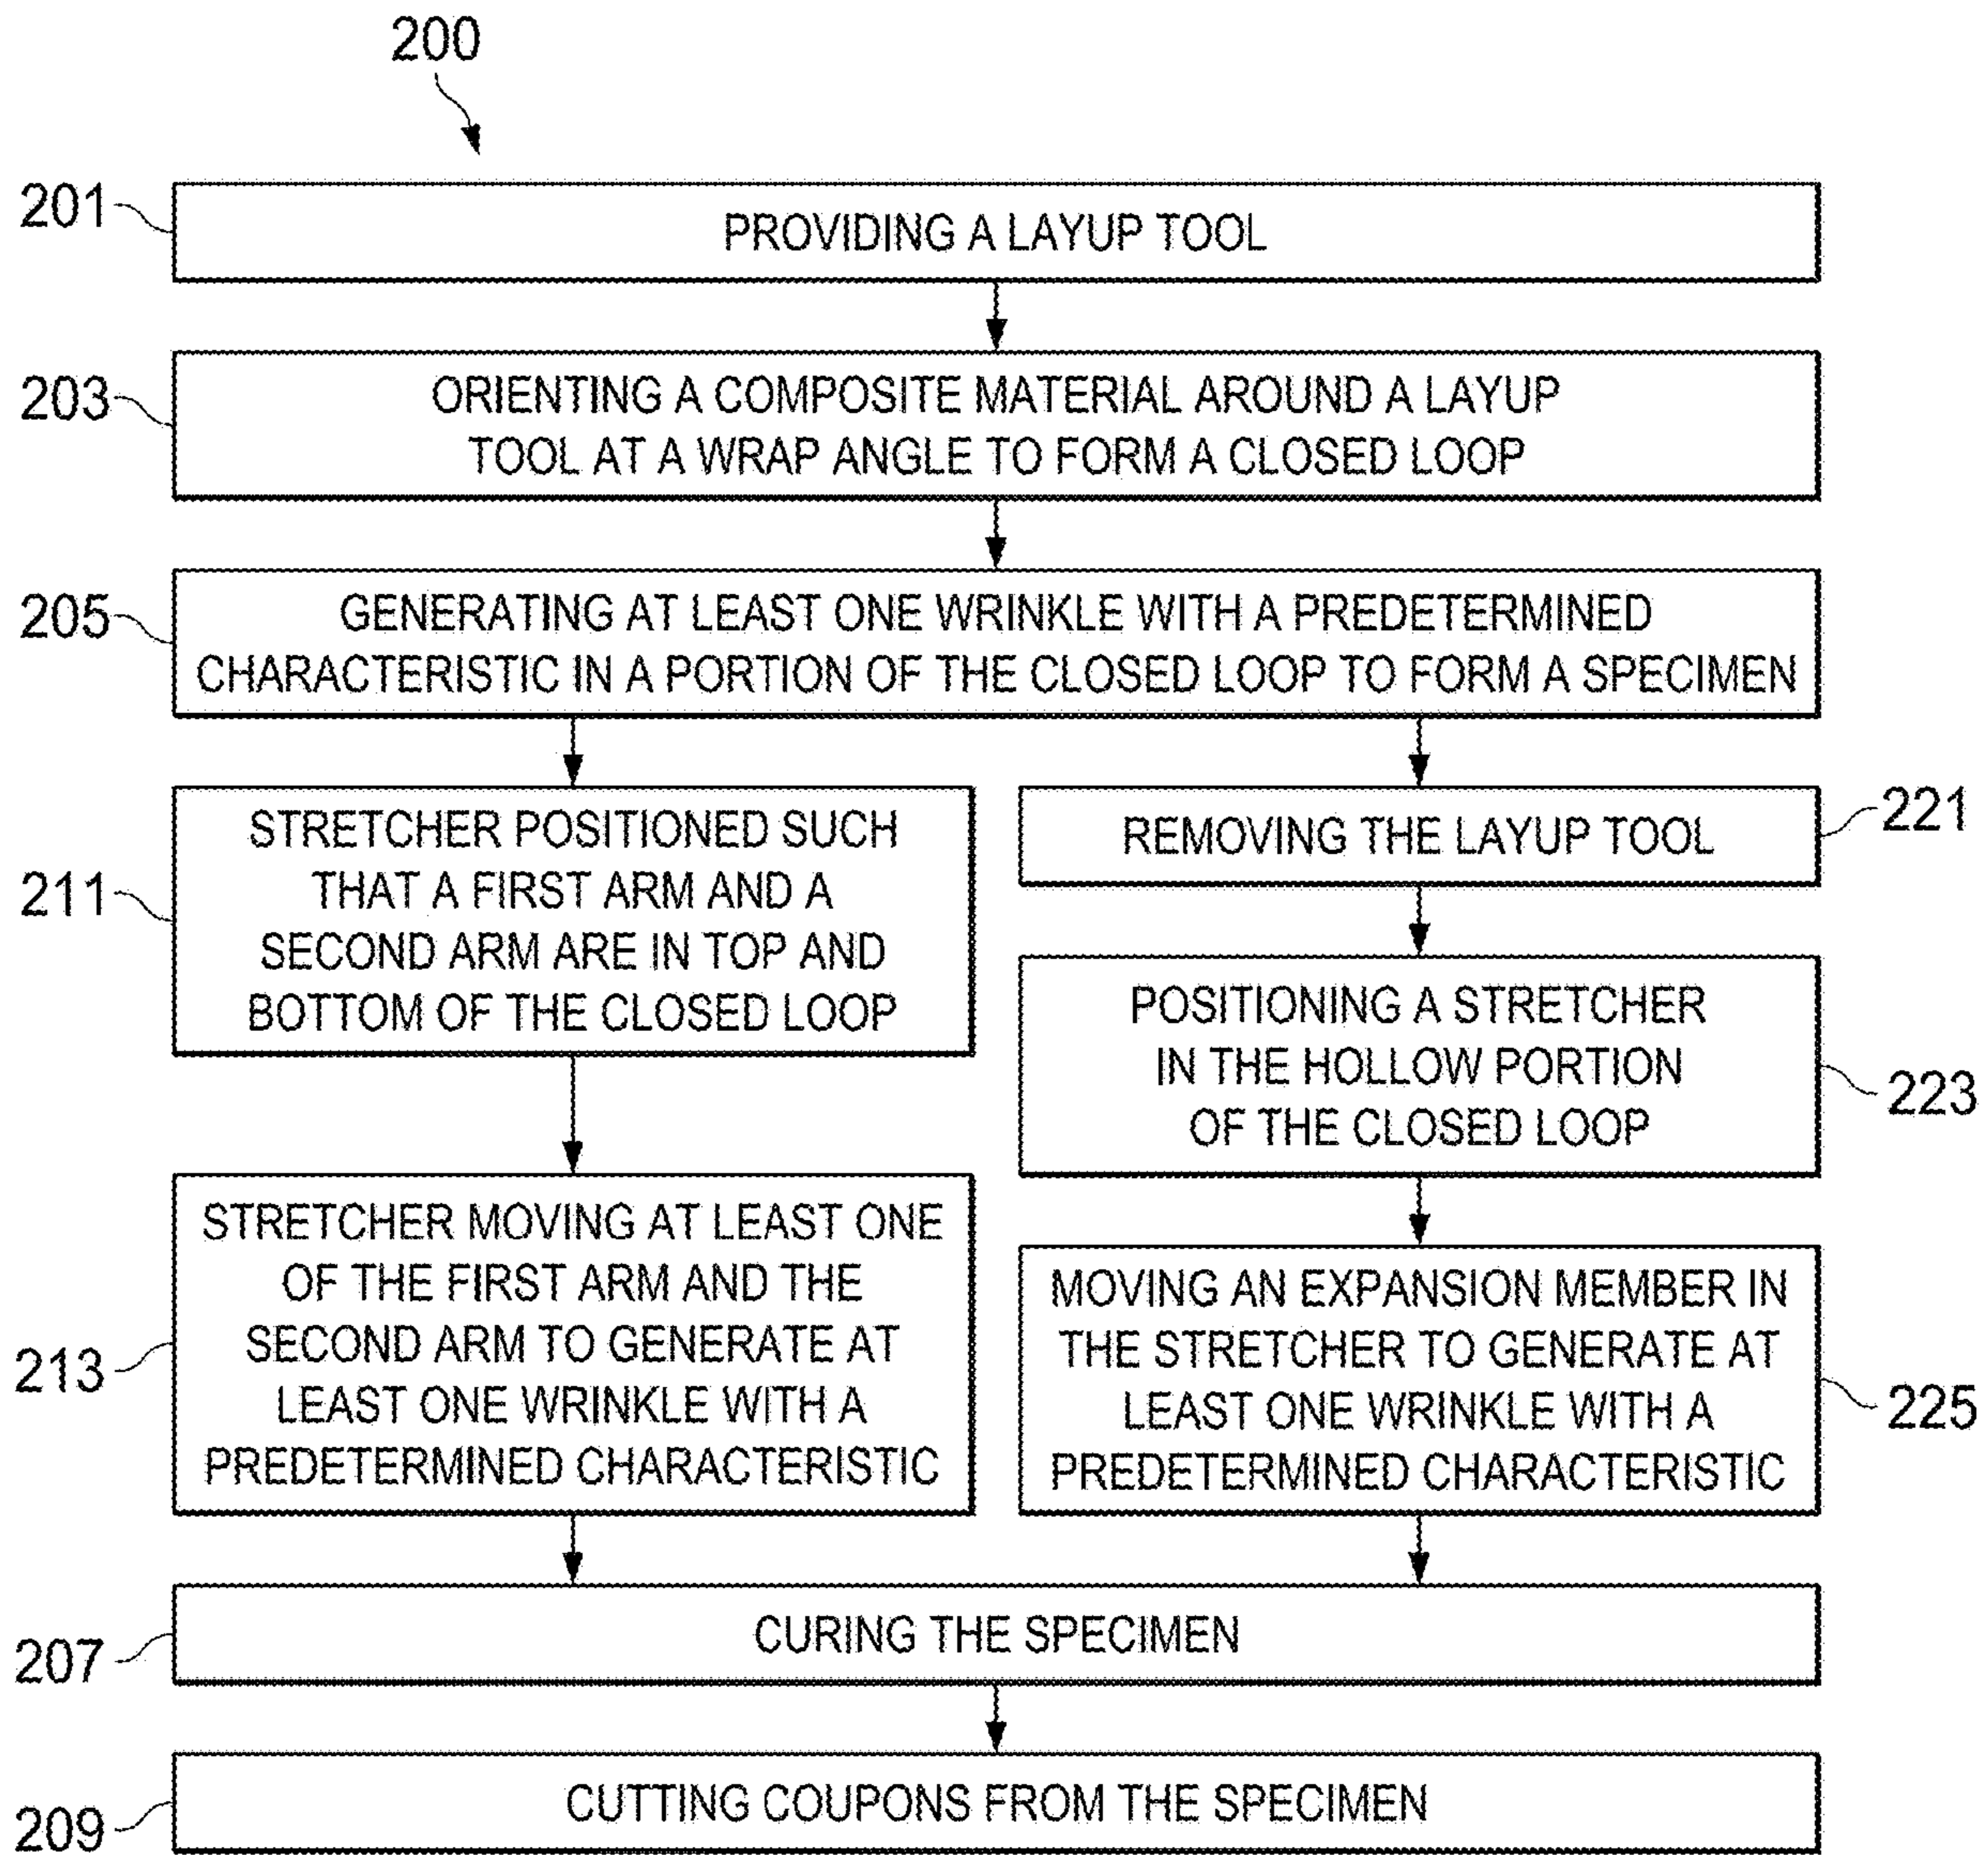 200
201
PROVIDING A LAYUP TOOL
203
ORIENTING A COMPOSITE MATERIAL AROUND A LAYUP
TOOL AT A WRAP ANGLE TO FORM A CLOSED LOOP
205
GENERATING AT LEAST ONE WRINKLE WITH A PREDETERMINED
CHARACTERISTIC IN A PORTION OF THE CLOSED LOOP TO FORM A SPECIMEN
211
STRETCHER POSITIONED SUCH
THAT A FIRST ARM AND A
SECOND ARM ARE IN TOP AND
BOTTOM OF THE CLOSED LOOP
213
STRETCHER MOVING AT LEAST ONE
OF THE FIRST ARM AND THE
SECOND ARM TO GENERATE AT
LEAST ONE WRINKLE WITH A
PREDETERMINED CHARACTERISTIC
221
REMOVING THE LAYUP TOOL
223
POSITIONING A STRETCHER
IN THE HOLLOW PORTION
OF THE CLOSED LOOP
225
MOVING AN EXPANSION MEMBER IN
THE STRETCHER TO GENERATE AT
LEAST ONE WRINKLE WITH A
PREDETERMINED CHARACTERISTIC
207
CURING THE SPECIMEN
209
CUTTING COUPONS FROM THE SPECIMEN